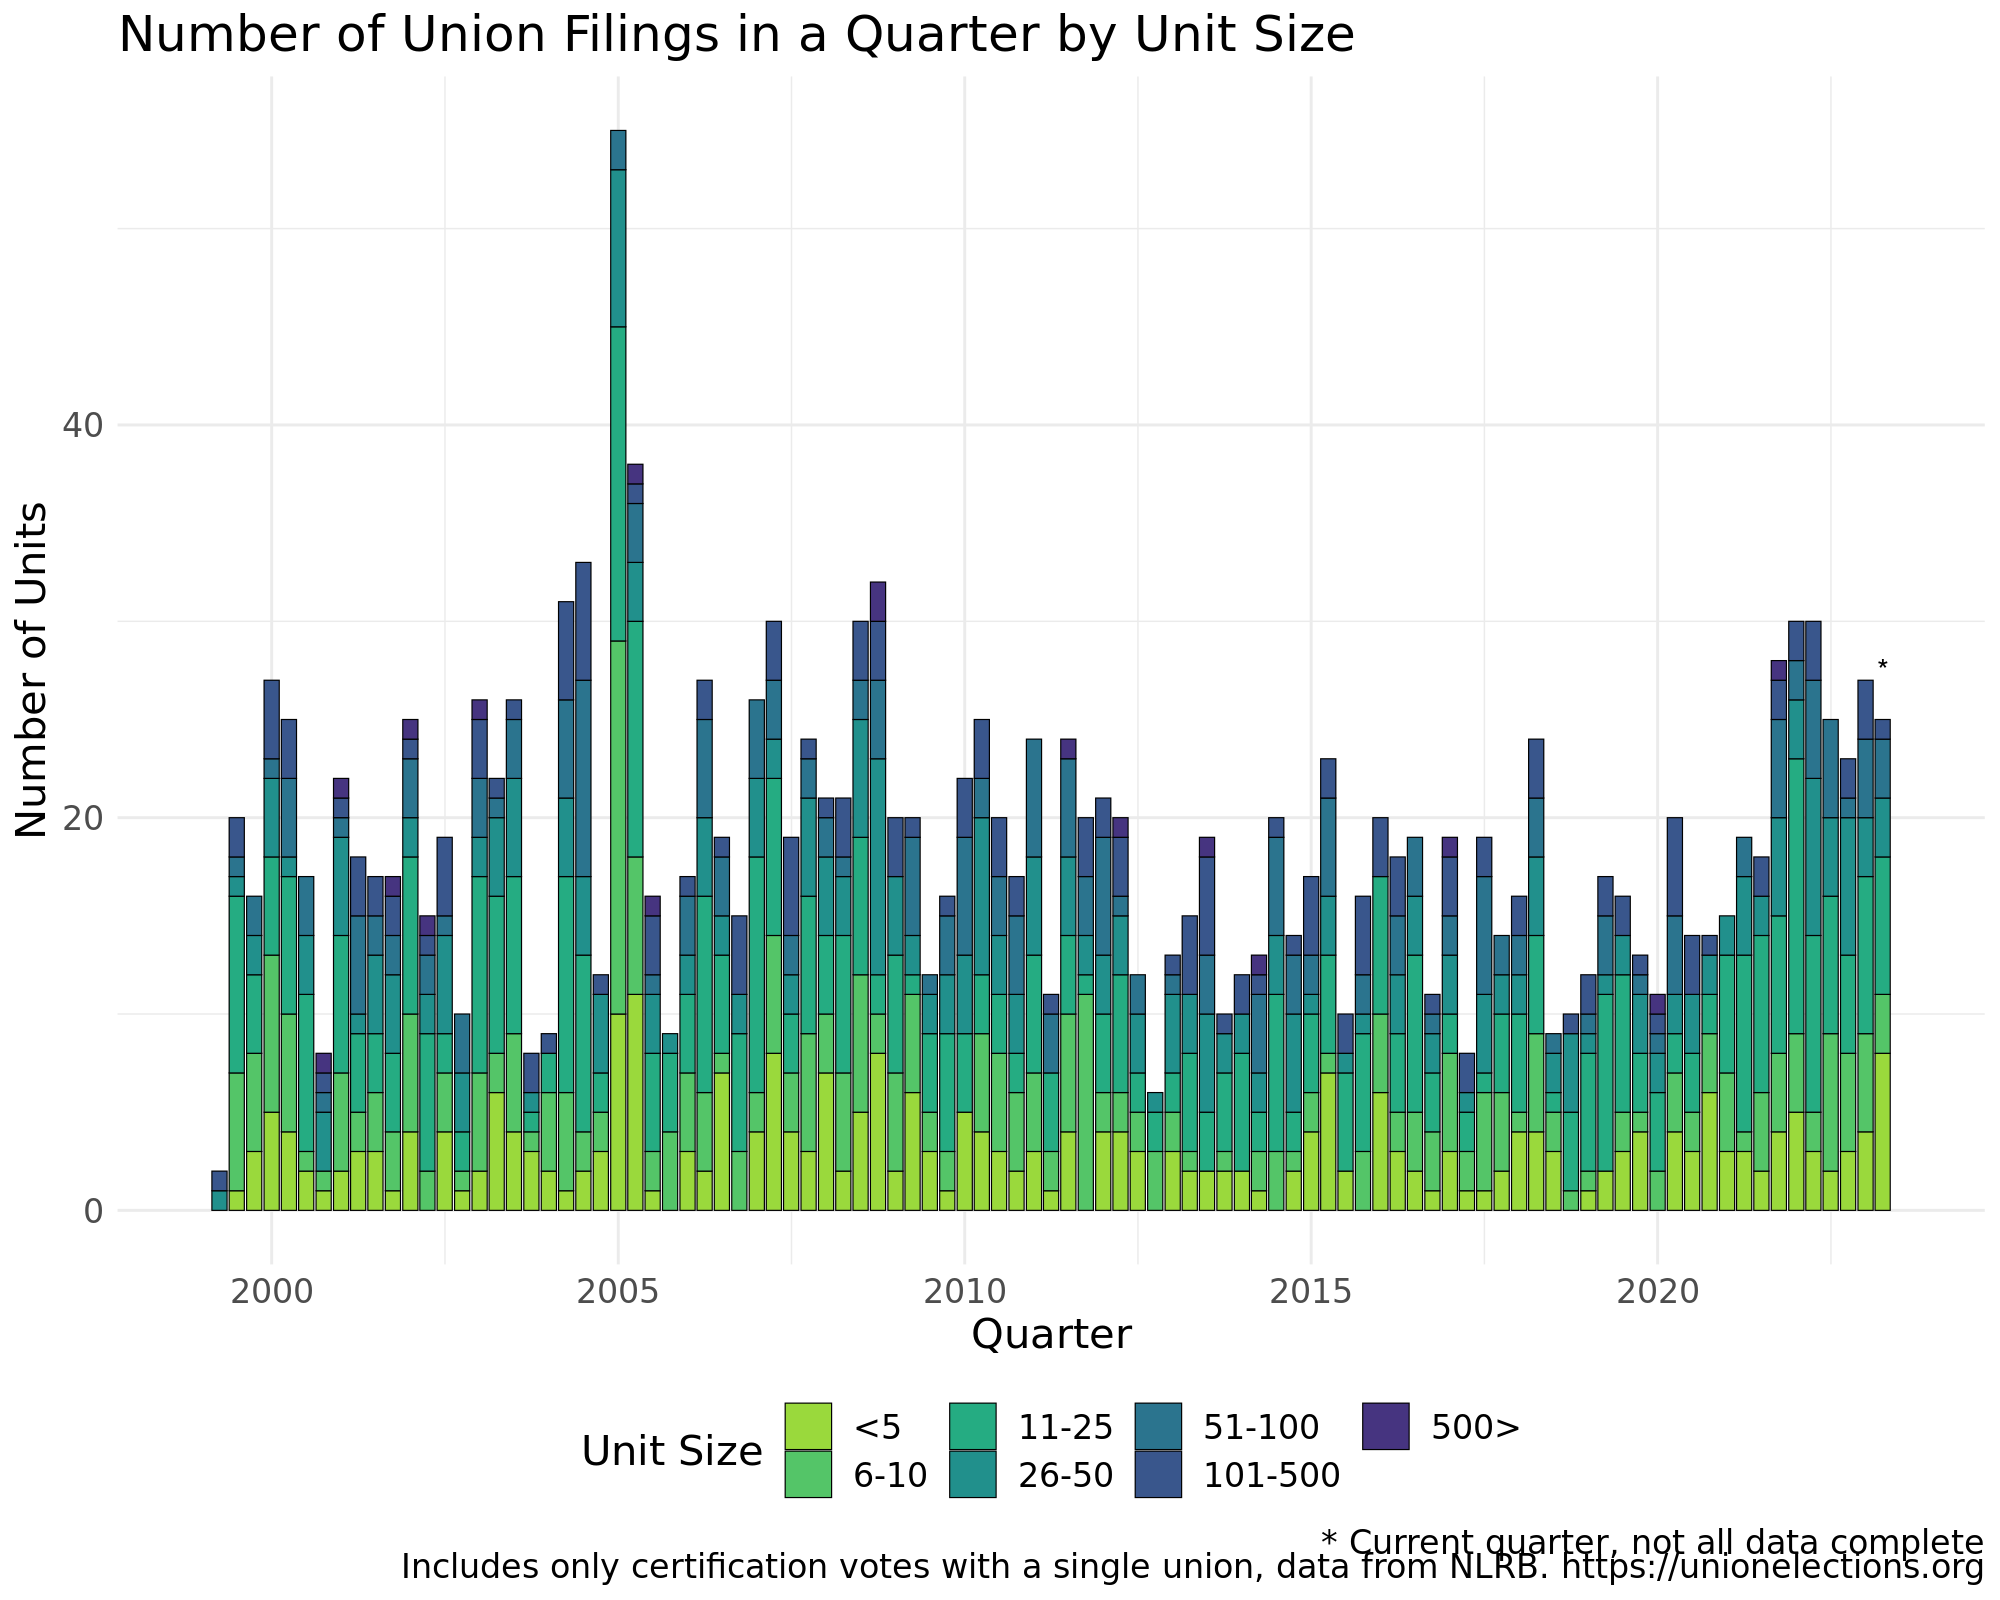 Number of Union Filings in a Quarter by Unit Size
Number of Units
40
20
0
*
2000 2005 2010 2015 2020
Quarter
Unit Size
<5 11-25 51-100 500>
6-10 26-50 101-500
* Current quarter, not all data complete
Includes only certification votes with a single union, data from NLRB. https://unionelections.org